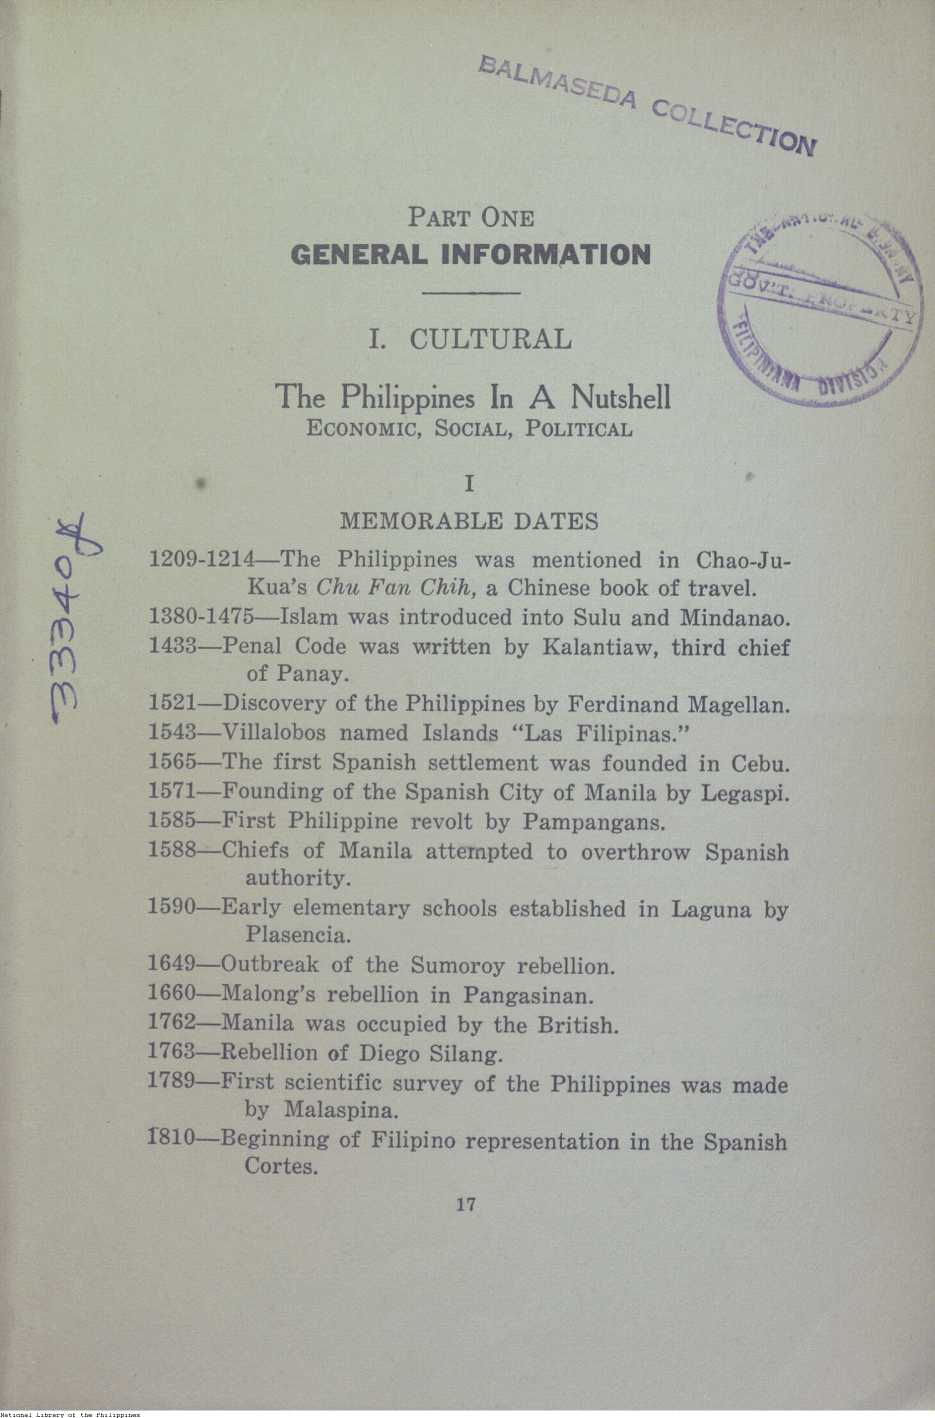 BALMASEDA COLLECTION
PART ONE
GENERAL INFORMATION
THE NATIONAL LIBRARY
GOV'T. PROPERTY
FILIPINIANA DIVISION
I. CULTURAL
The Philippines In A Nutshell
ECONOMIC, SOCIAL, POLITICAL
I
MEMORABLE DATES
33340
1209-1214—The Philippines was mentioned in Chao-Ju-
Kua's Chu Fan Chih, a Chinese book of travel.
1380-1475—Islam was introduced into Sulu and Mindanao.
1433—Penal Code was written by Kalantiaw, third chief
of Panay.
1521—Discovery of the Philippines by Ferdinand Magellan.
1543—Villalobos named Islands “Las Filipinas.”
1565—The first Spanish settlement was founded in Cebu.
1571—Founding of the Spanish City of Manila by Legaspi.
1585—First Philippine revolt by Pampangans.
1588—Chiefs of Manila attempted to overthrow Spanish
authority.
1590—Early elementary schools established in Laguna by
Plasencia.
1649—Outbreak of the Sumoroy rebellion.
1660—Malong's rebellion in Pangasinan.
1762—Manila was occupied by the British.
1763—Rebellion of Diego Silang.
1789—First scientific survey of the Philippines was made
by Malaspina.
1810—Beginning of Filipino representation in the Spanish
Cortes.
17
National Library of the Philippines